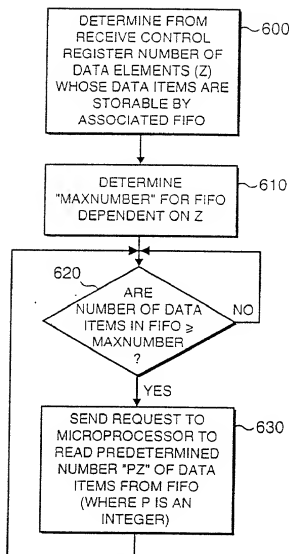 DETERMINE FROM
RECEIVE CONTROL
REGISTER NUMBER OF
DATA ELEMENTS (Z)
WHOSE DATA ITEMS ARE
STORABLE BY
ASSOCIATED FIFO
600
DETERMINE
"MAXNUMBER" FOR FIFO
DEPENDENT ON Z
610
620
ARE
NUMBER OF DATA
ITEMS IN FIFO ≥
MAXNUMBER
?
NO
YES
SEND REQUEST TO
MICROPROCESSOR TO
READ PREDETERMINED
NUMBER "PZ" OF DATA
ITEMS FROM FIFO
(WHERE P IS AN
INTEGER)
630